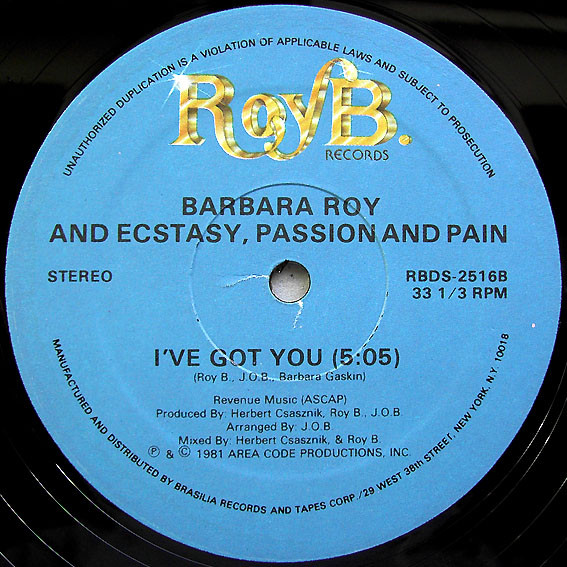 UNAUTHORIZED DUPLICATION IS A VIOLATION OF APPLICABLE LAWS AND SUBJECT TO PROSECUTION
Roy B.
RECORDS
BARBARA ROY
AND ECSTASY, PASSION AND PAIN
STEREO
RBDS-2516B
33 1/3 RPM
I'VE GOT YOU (5:05)
(Roy B., J.O.B., Barbara Gaskin)
Revenue Music (ASCAP)
Produced By: Herbert Csasznik, Roy B., J.O.B.
Arranged By: J.O.B.
Mixed By: Herbert Csasznik, & Roy B.
℗ & © 1981 AREA CODE PRODUCTIONS, INC.
MANUFACTURED AND DISTRIBUTED BY BRASILIA RECORDS AND TAPES CORP./29 WEST 38th STREET, NEW YORK, N.Y. 10018